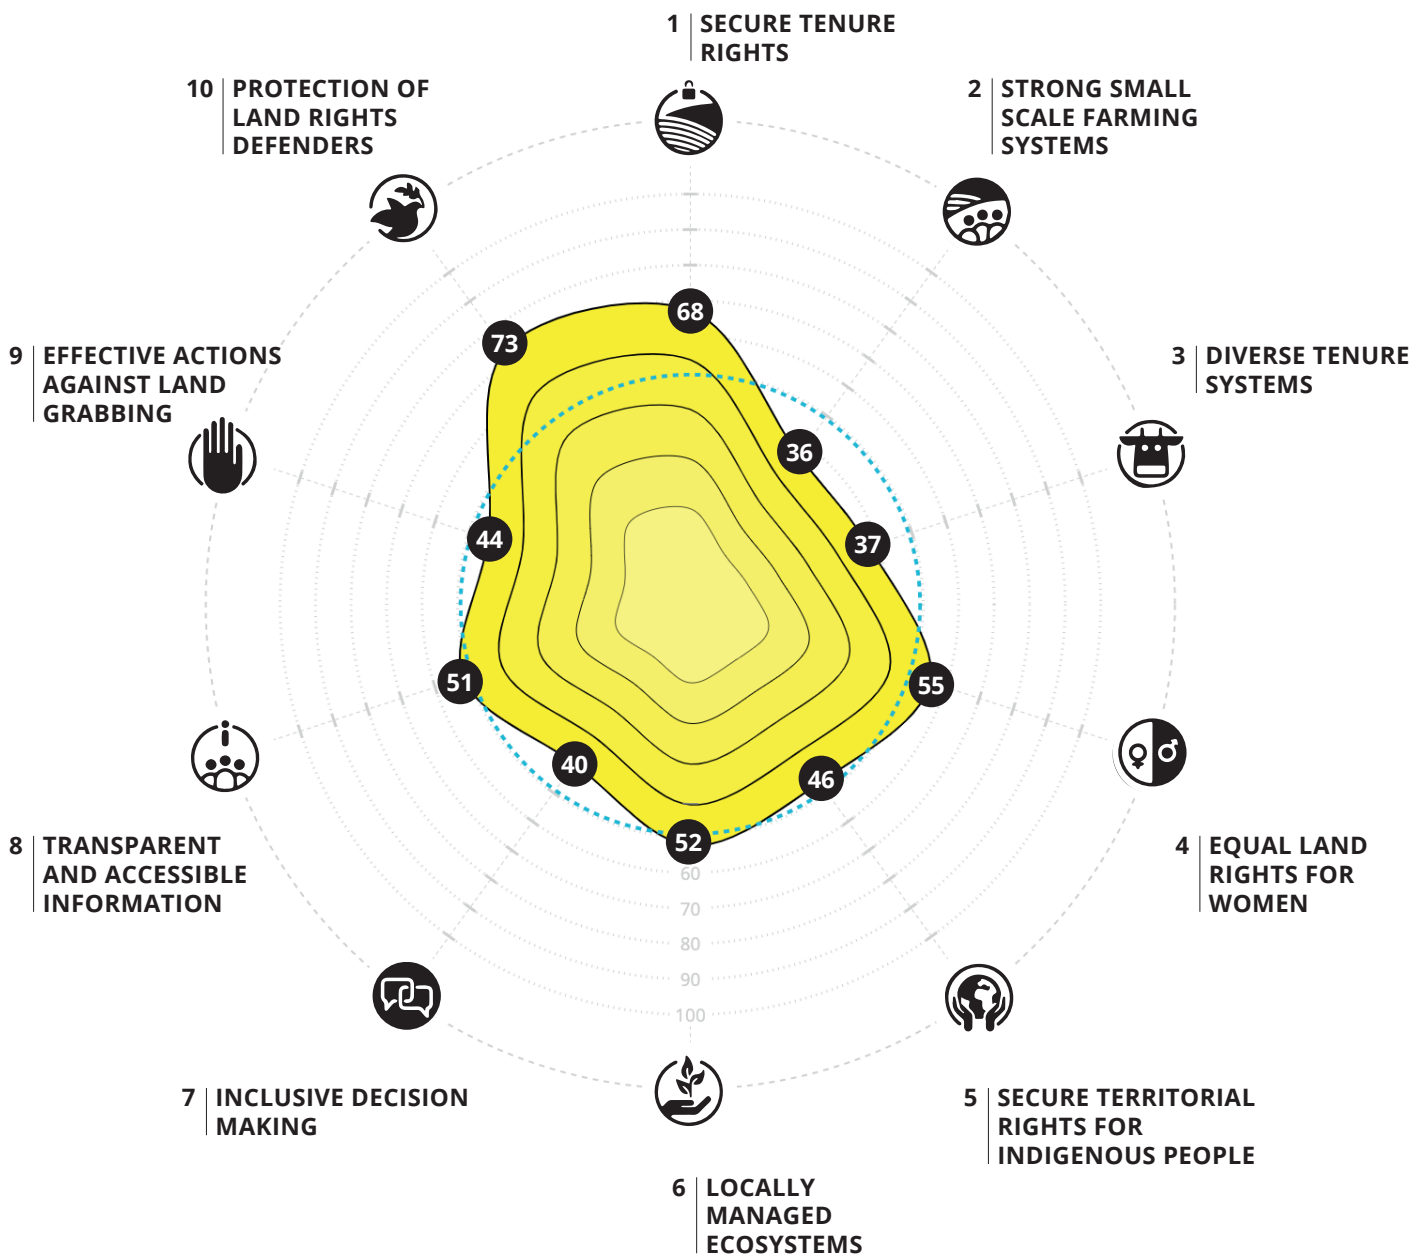 1 SECURE TENURE
RIGHTS
2 STRONG SMALL
SCALE FARMING
SYSTEMS
3 DIVERSE TENURE
SYSTEMS
4 EQUAL LAND
RIGHTS FOR
WOMEN
5 SECURE TERRITORIAL
RIGHTS FOR
INDIGENOUS PEOPLE
6 LOCALLY
MANAGED
ECOSYSTEMS
7 INCLUSIVE DECISION
MAKING
8 TRANSPARENT
AND ACCESSIBLE
INFORMATION
9 EFFECTIVE ACTIONS
AGAINST LAND
GRABBING
10 PROTECTION OF
LAND RIGHTS
DEFENDERS
68
36
37
55
46
52
40
51
44
73
60
70
80
90
100